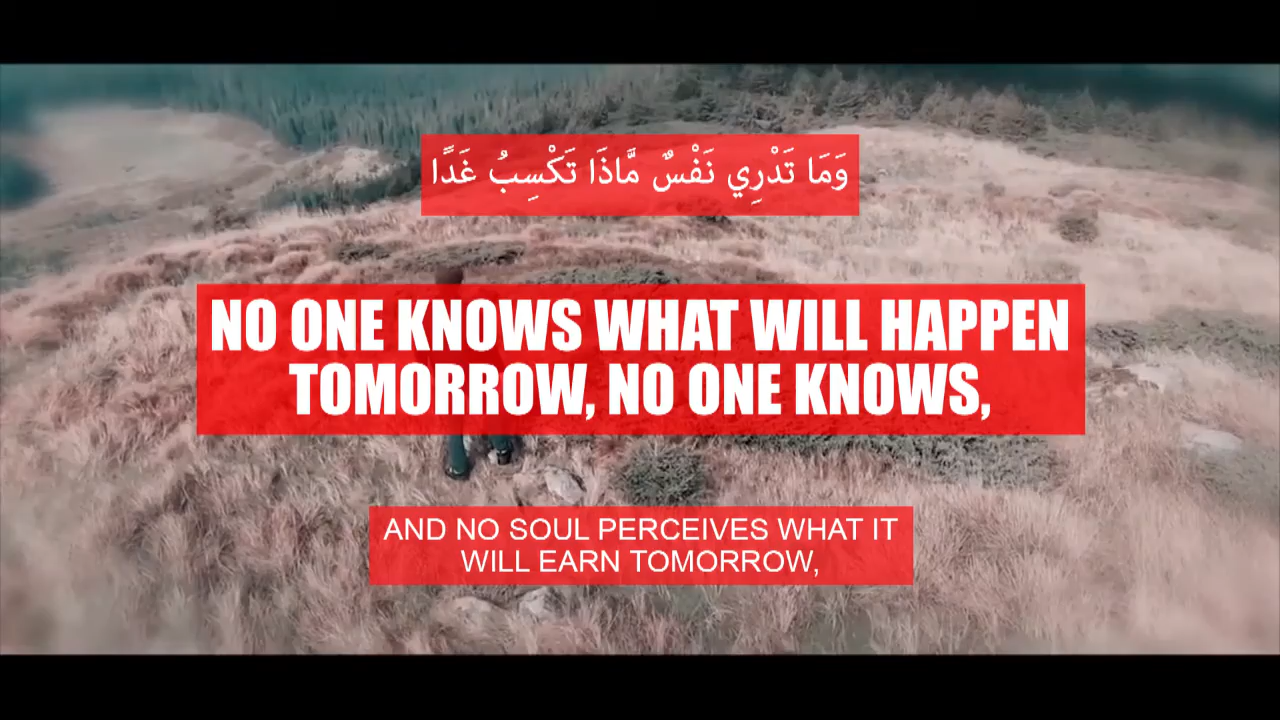 وَمَا تَدْرِي نَفْسٌ مَّاذَا تَكْسِبُ غَدًا
NO ONE KNOWS WHAT WILL HAPPEN
TOMORROW, NO ONE KNOWS,
AND NO SOUL PERCEIVES WHAT IT
WILL EARN TOMORROW,